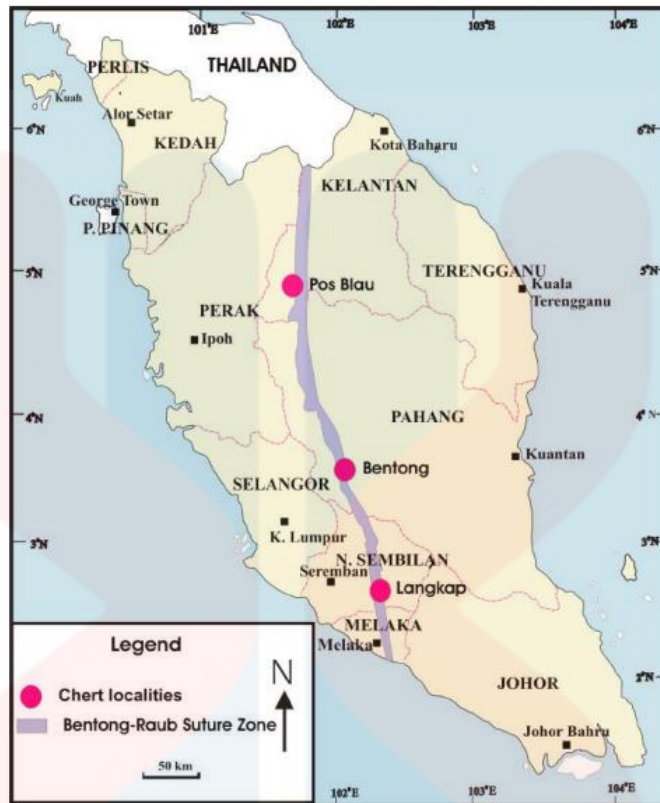 101°E
102°E
103°E
104°E
THAILAND
PERLIS
Kuah
Alor Setar
6°N
6°N
KEDAH
Kota Baharu
KELANTAN
George Town
P. PINANG
5°N
5°N
TERENGGANU
Pos Blau
Kuala
Terengganu
PERAK
Ipoh
4°N
4°N
PAHANG
Bentong
Kuantan
SELANGOR
K. Lumpur
3°N
3°N
N. SEMBILAN
Seremban
Langkap
MELAKA
Melaka
2°N
JOHOR
Johor Bahru
Legend
N
Chert localities
Bentong-Raub Suture Zone
50 km
102°E
103°E
104°E